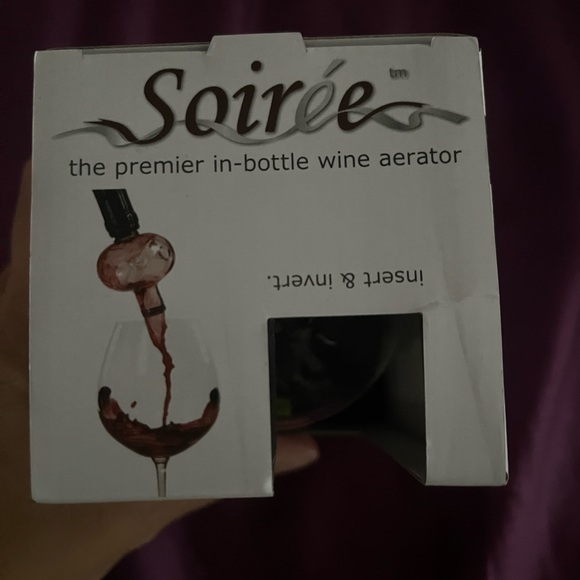 Soirée tm
the premier in-bottle wine aerator
insert & invert.